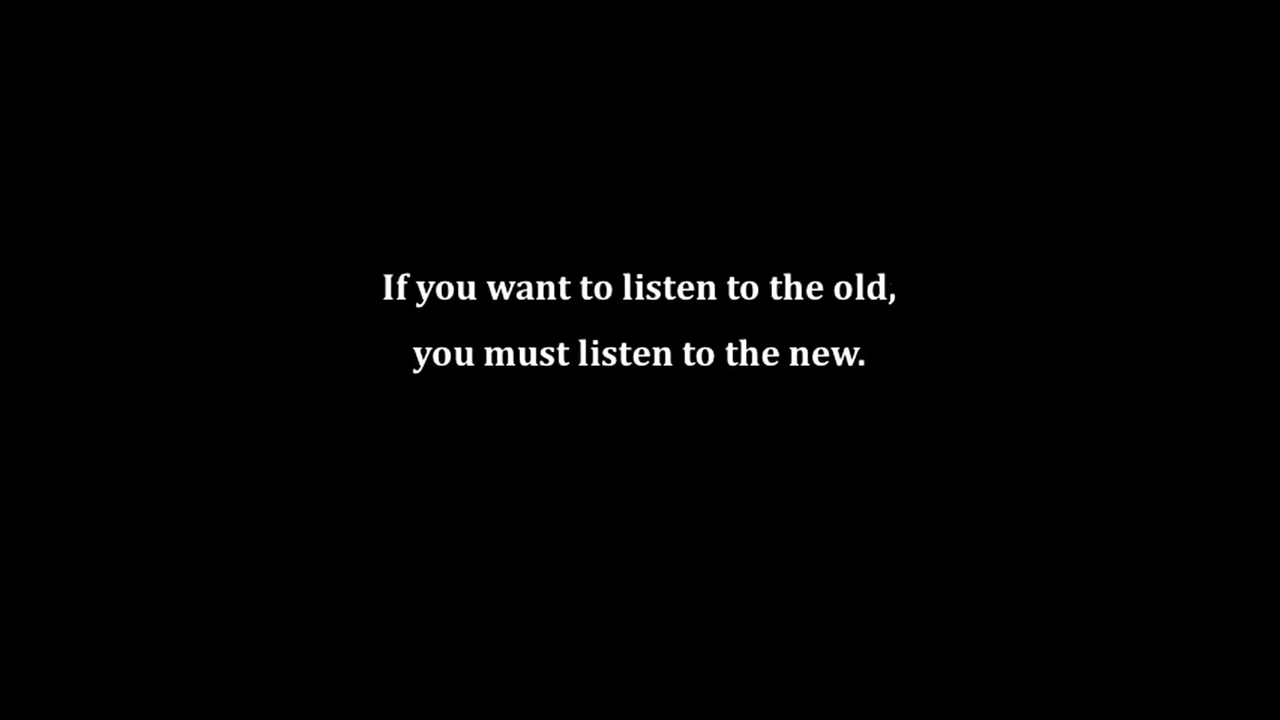 If you want to listen to the old,
you must listen to the new.